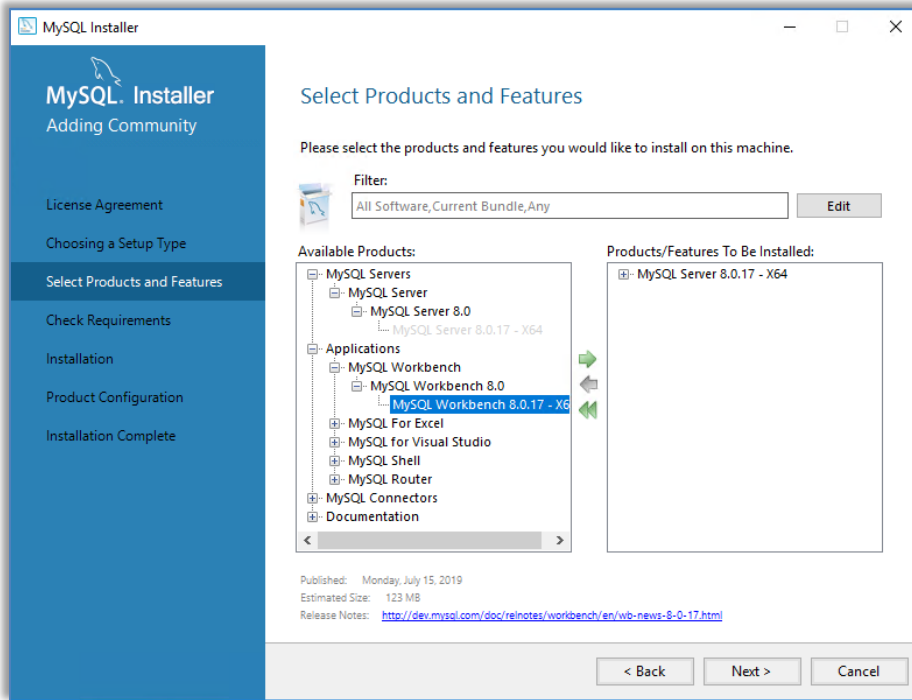 MySQL Installer
MySQL. Installer
Adding Community
License Agreement
Choosing a Setup Type
Select Products and Features
Check Requirements
Installation
Product Configuration
Installation Complete
Select Products and Features
Please select the products and features you would like to install on this machine.
Filter:
All Software,Current Bundle,Any
Edit
Available Products:
MySQL Servers
MySQL Server
MySQL Server 8.0
MySQL Server 8.0.17 - X64
Applications
MySQL Workbench
MySQL Workbench 8.0
MySQL Workbench 8.0.17 - X6
MySQL For Excel
MySQL for Visual Studio
MySQL Shell
MySQL Router
MySQL Connectors
Documentation
Products/Features To Be Installed:
MySQL Server 8.0.17 - X64
Published: Monday, July 15, 2019
Estimated Size: 123 MB
Release Notes: http://dev.mysql.com/doc/relnotes/workbench/en/wb-news-8-0-17.html
< Back
Next >
Cancel